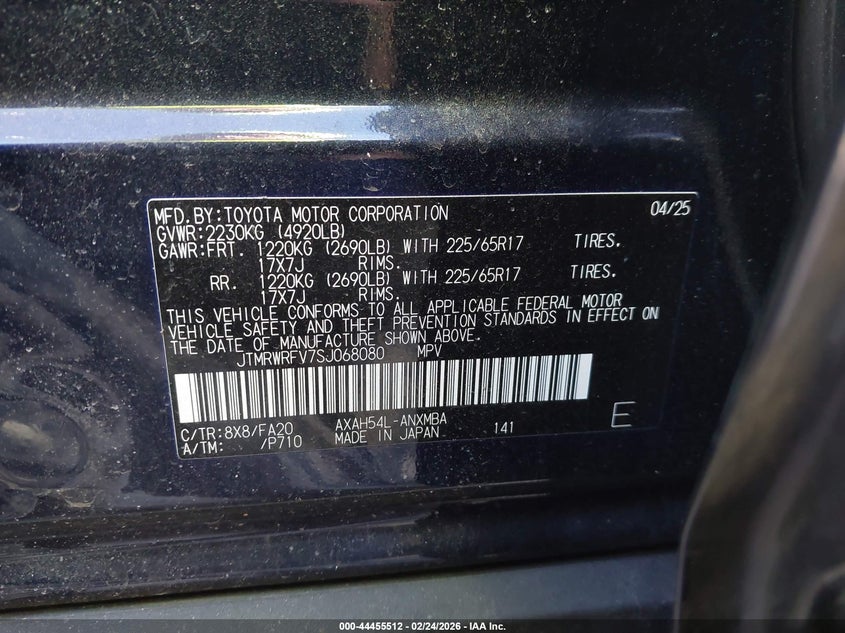 MFD.BY:TOYOTA MOTOR CORPORATION 04/25
GVWR:2230KG (4920LB)
GAWR:FRT. 1220KG (2690LB) WITH 225/65R17 TIRES.
17X7J RIMS.
RR. 1220KG (2690LB) WITH 225/65R17 TIRES.
17X7J RIMS.
THIS VEHICLE CONFORMS TO ALL APPLICABLE FEDERAL MOTOR
VEHICLE SAFETY AND THEFT PREVENTION STANDARDS IN EFFECT ON
THE DATE OF MANUFACTURE SHOWN ABOVE.
JTMRWRFV7SJ068080 MPV
C/TR:8X8/FA20 AXAH54L-ANXMBA
A/TM: /P710 MADE IN JAPAN 141 E
000-44455512 - 02/24/2026 - IAA Inc.